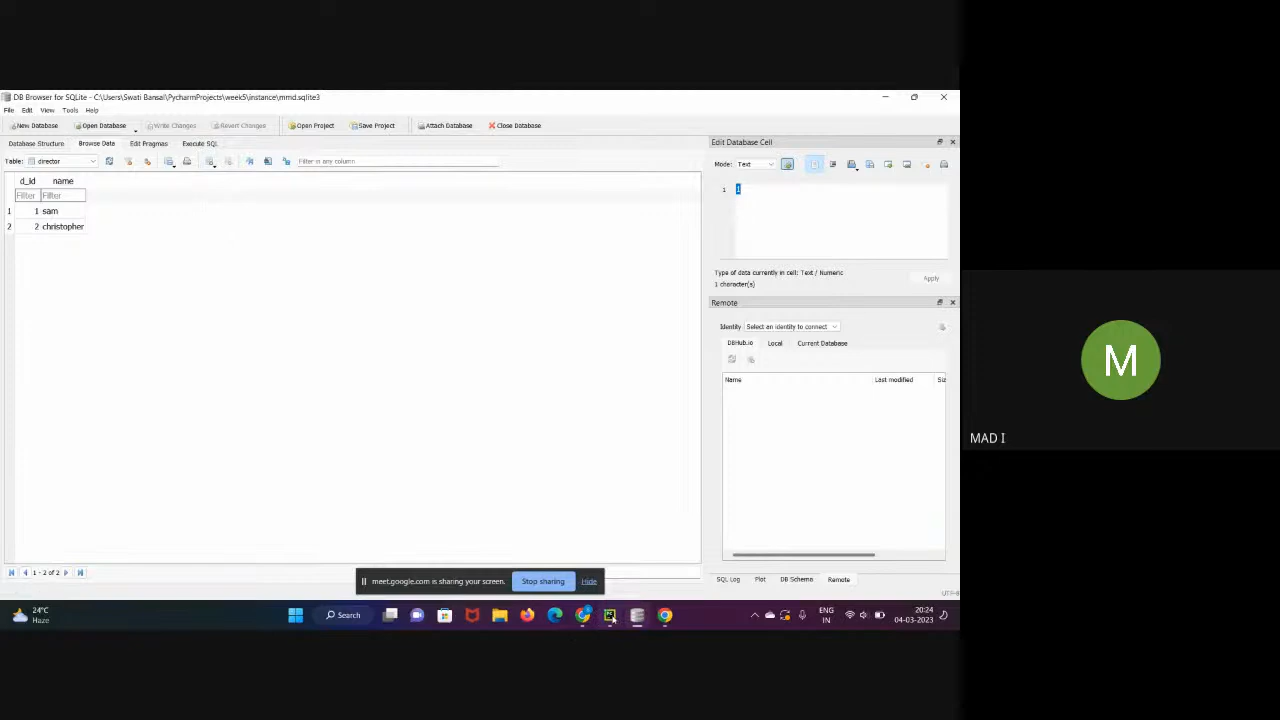 DB Browser for SQLite - C:\Users\Swati Bansal\PycharmProjects\week5\instance\mmd.sqlite3
File Edit View Tools Help
New Database Open Database Write Changes Revert Changes Open Project Save Project Attach Database Close Database
Database Structure Browse Data Edit Pragmas Execute SQL
Table: director Filter in any column
d_id name
Filter Filter
1 1 sam
2 2 christopher
1 - 2 of 2
Edit Database Cell
Mode: Text
1 1
Type of data currently in cell: Text / Numeric
1 character(s)
Apply
Remote
Identity Select an identity to connect
DBHub.io Local Current Database
Name Last modified Siz
SQL Log Plot DB Schema Remote
UTF-8
meet.google.com is sharing your screen. Stop sharing Hide
24°C
Haze
Search
ENG
IN
20:24
04-03-2023
M
MAD I